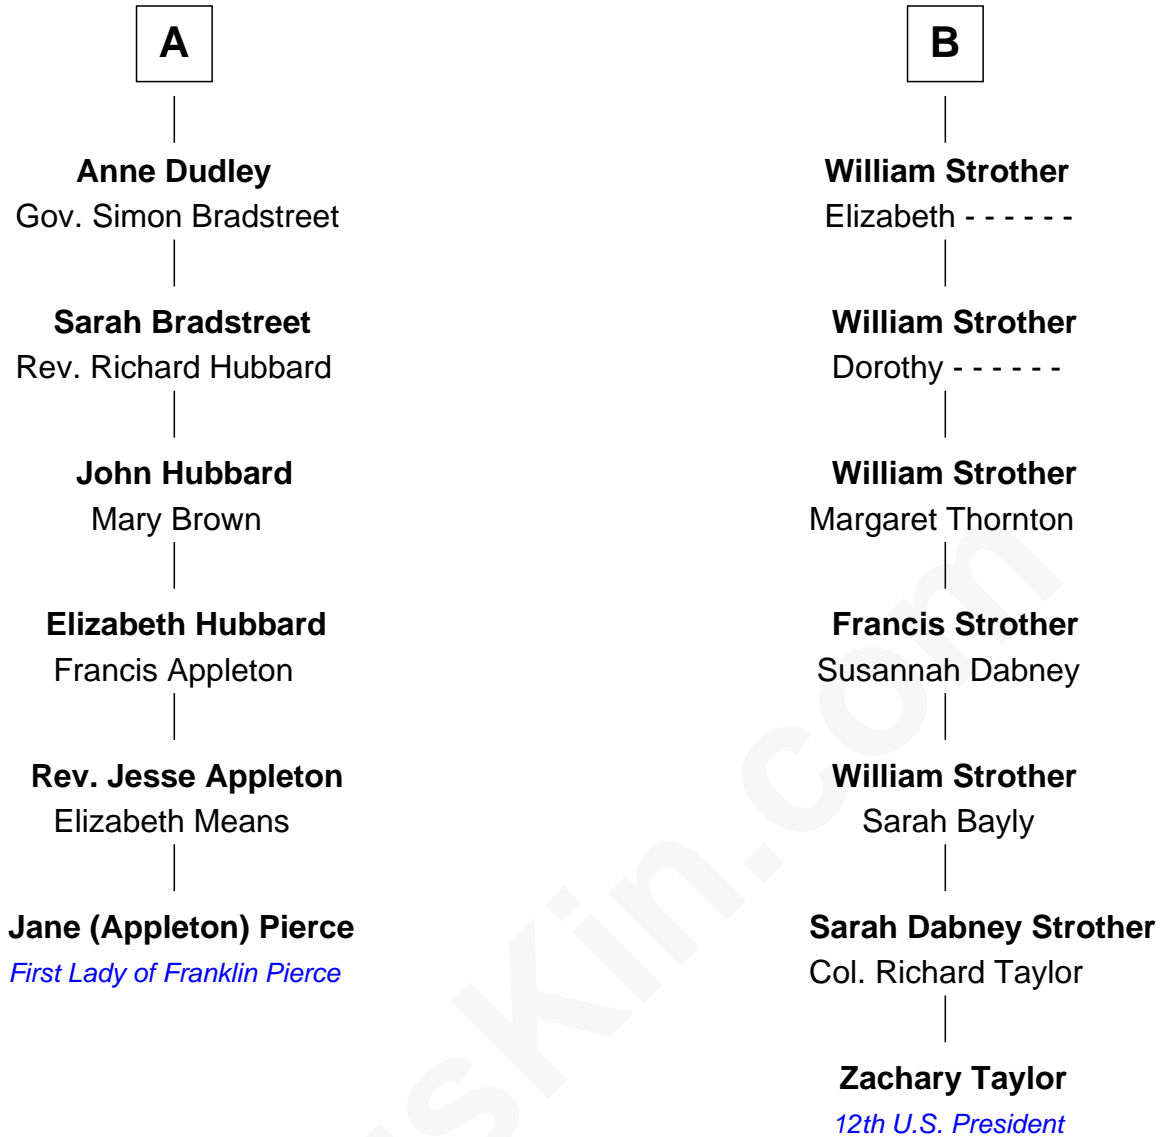 A
Anne Dudley
Gov. Simon Bradstreet
Sarah Bradstreet
Rev. Richard Hubbard
John Hubbard
Mary Brown
Elizabeth Hubbard
Francis Appleton
Rev. Jesse Appleton
Elizabeth Means
Jane (Appleton) Pierce
First Lady of Franklin Pierce
B
William Strother
Elizabeth - - - - - -
William Strother
Dorothy - - - - - -
William Strother
Margaret Thornton
Francis Strother
Susannah Dabney
William Strother
Sarah Bayly
Sarah Dabney Strother
Col. Richard Taylor
Zachary Taylor
12th U.S. President